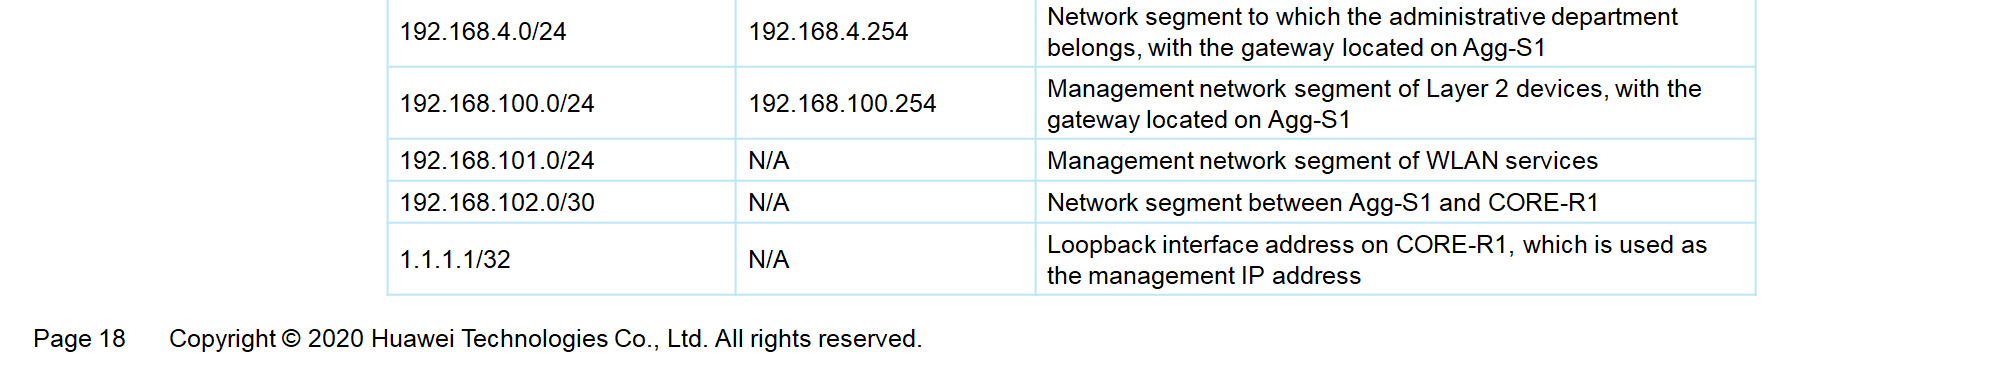 192.168.4.0/24 192.168.4.254 Network segment to which the administrative department
belongs, with the gateway located on Agg-S1
192.168.100.0/24 192.168.100.254 Management network segment of Layer 2 devices, with the
gateway located on Agg-S1
192.168.101.0/24 N/A Management network segment of WLAN services
192.168.102.0/30 N/A Network segment between Agg-S1 and CORE-R1
1.1.1.1/32 N/A Loopback interface address on CORE-R1, which is used as
the management IP address
Page 18 Copyright © 2020 Huawei Technologies Co., Ltd. All rights reserved.